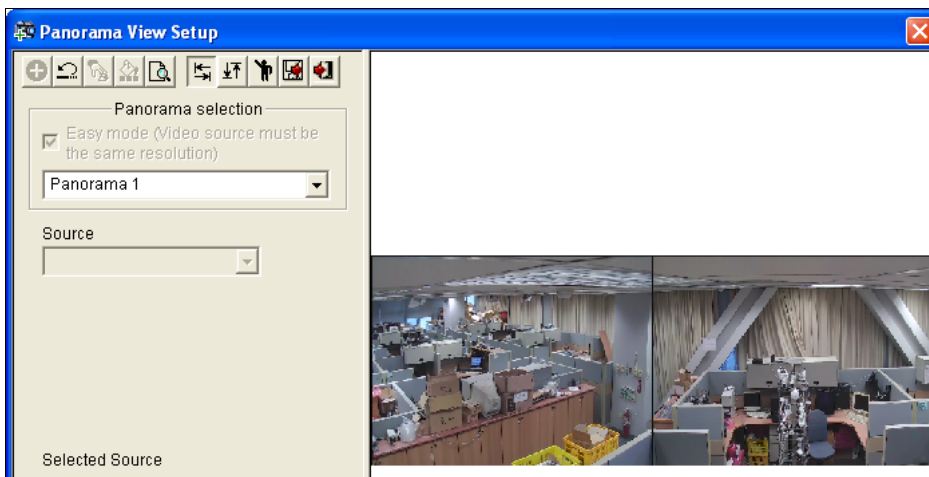 Panorama View Setup
Panorama selection
Easy mode (Video source must be
the same resolution)
Panorama 1
Source
Selected Source